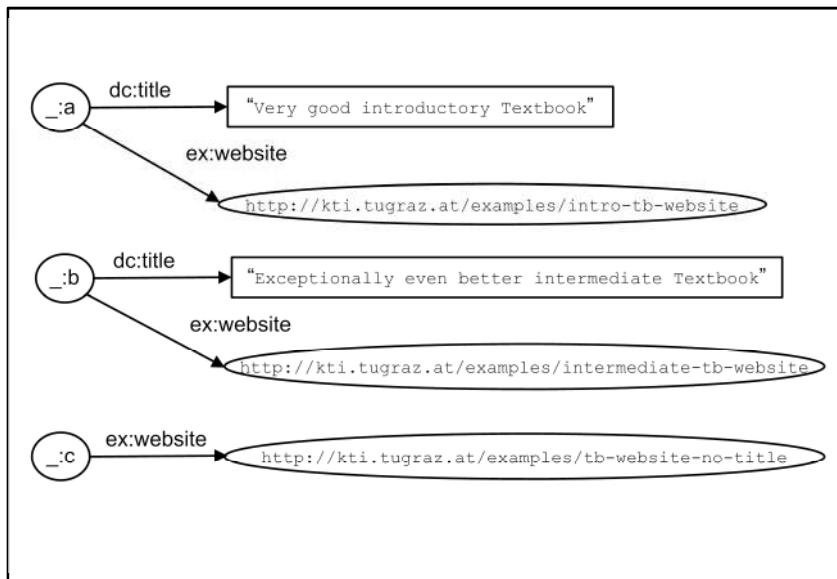 _:a
dc:title
“Very good introductory Textbook”
ex:website
http://kti.tugraz.at/examples/intro-tb-website
_:b
dc:title
“Exceptionally even better intermediate Textbook”
ex:website
http://kti.tugraz.at/examples/intermediate-tb-website
_:c
ex:website
http://kti.tugraz.at/examples/tb-website-no-title